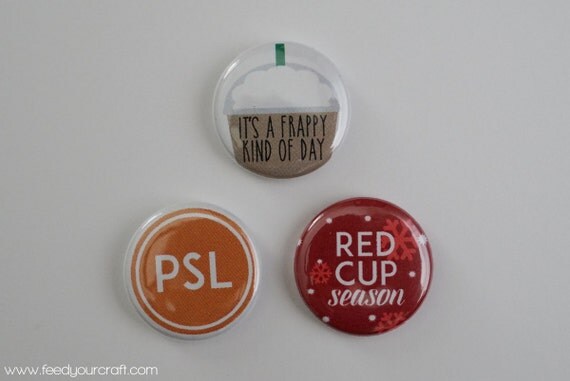 IT'S A FRAPPY
KIND OF DAY
PSL
RED
CUP
season
www.feedyourcraft.com